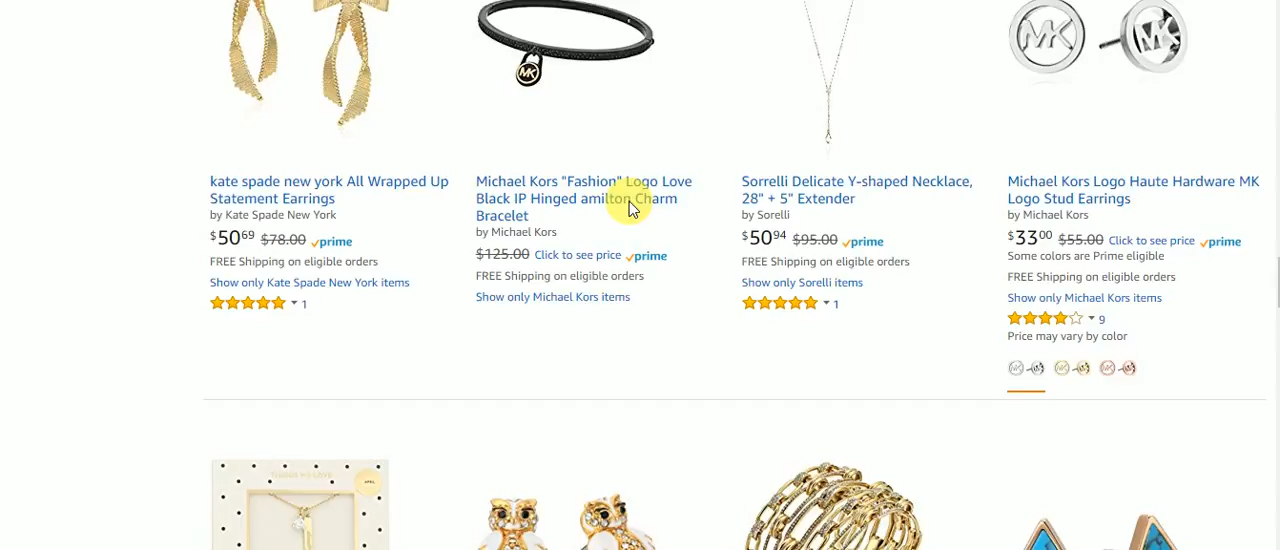 MK
MK
MK
kate spade new york All Wrapped Up
Statement Earrings
by Kate Spade New York
$50 69 $78.00 prime
FREE Shipping on eligible orders
Show only Kate Spade New York items
1
Michael Kors "Fashion" Logo Love
Black IP Hinged amilton Charm
Bracelet
by Michael Kors
$125.00 Click to see price prime
FREE Shipping on eligible orders
Show only Michael Kors items
Sorrelli Delicate Y-shaped Necklace,
28" + 5" Extender
by Sorelli
$50 94 $95.00 prime
FREE Shipping on eligible orders
Show only Sorelli items
1
Michael Kors Logo Haute Hardware MK
Logo Stud Earrings
by Michael Kors
$33 00 $55.00 Click to see price prime
Some colors are Prime eligible
FREE Shipping on eligible orders
Show only Michael Kors items
9
Price may vary by color